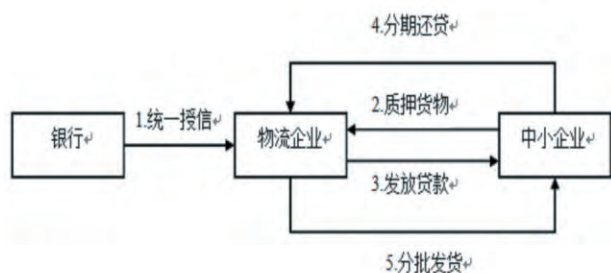 4.分期还贷
1.统一授信
2.质押货物
银行
物流企业
中小企业
3.发放贷款
5.分批发货